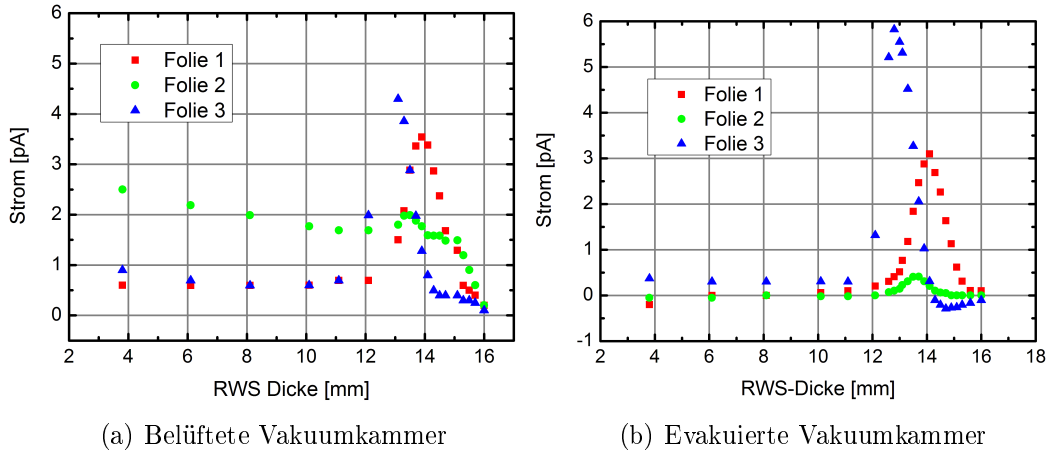 6
5
4
3
2
1
0
Strom [pA]
Folie 1
Folie 2
Folie 3
2 4 6 8 10 12 14 16
RWS Dicke [mm]
(a) Belüftete Vakuumkammer
6
5
4
3
2
1
0
-1
Strom [pA]
Folie 1
Folie 2
Folie 3
2 4 6 8 10 12 14 16 18
RWS-Dicke [mm]
(b) Evakuierte Vakuumkammer